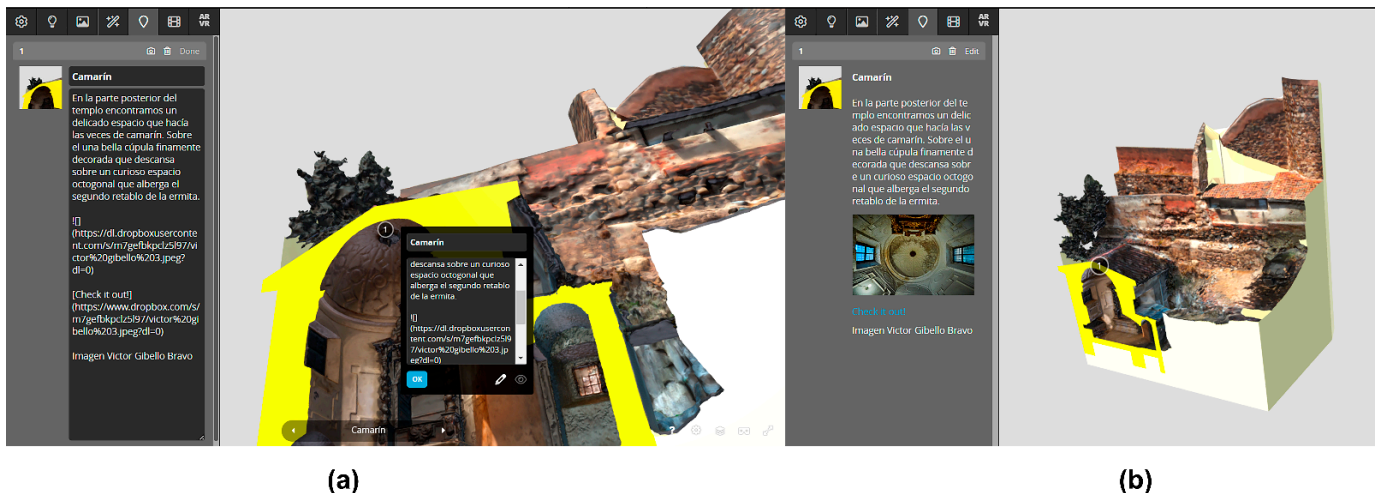 AR
VR
1
Done
Camarín
En la parte posterior del
templo encontramos un
delicado espacio que hacía
las veces de camarín. Sobre
el una bella cúpula finamente
decorada que descansa
sobre un curioso espacio
octogonal que alberga el
segundo retablo de la ermita.
![]
(https://dl.dropboxuserconte
nt.com/s/m7gefbkpclz5l97/vi
ctor%20gibello%203.jpeg?
dl=0)
[Check it out!]
(https://www.dropbox.com/s/
m7gefbkpclz5l97/victor%20gi
bello%203.jpeg?dl=0)
Imagen Victor Gibello Bravo
1
Camarín
descansa sobre un curioso
espacio octogonal que
alberga el segundo retablo
de la ermita.
![]
(https://dl.dropboxusercon
tent.com/s/m7gefbkpclz5l9
7/victor%20gibello%203.jp
eg?dl=0)
OK
Camarín
?
AR
VR
1
Edit
Camarín
En la parte posterior del te
mplo encontramos un delic
ado espacio que hacía las v
eces de camarín. Sobre el u
na bella cúpula finamente d
ecorada que descansa sobr
e un curioso espacio octogo
nal que alberga el segundo
retablo de la ermita.
Check it out!
Imagen Victor Gibello Bravo
1
(a)
(b)